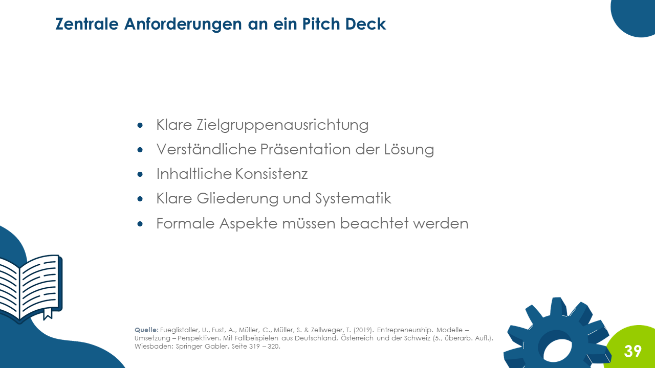 Zentrale Anforderungen an ein Pitch Deck
• Klare Zielgruppenausrichtung
• Verständliche Präsentation der Lösung
• Inhaltliche Konsistenz
• Klare Gliederung und Systematik
• Formale Aspekte müssen beachtet werden
Quelle: Fueglistaller, U., Fust, A., Müller, C., Müller, S. & Zellweger, T. (2019). Entrepreneurship. Modelle –
Umsetzung – Perspektiven. Mit Fallbeispielen aus Deutschland, Österreich und der Schweiz (5., überarb. Aufl.).
Wiesbaden: Springer Gabler. Seite 319 – 320.
39